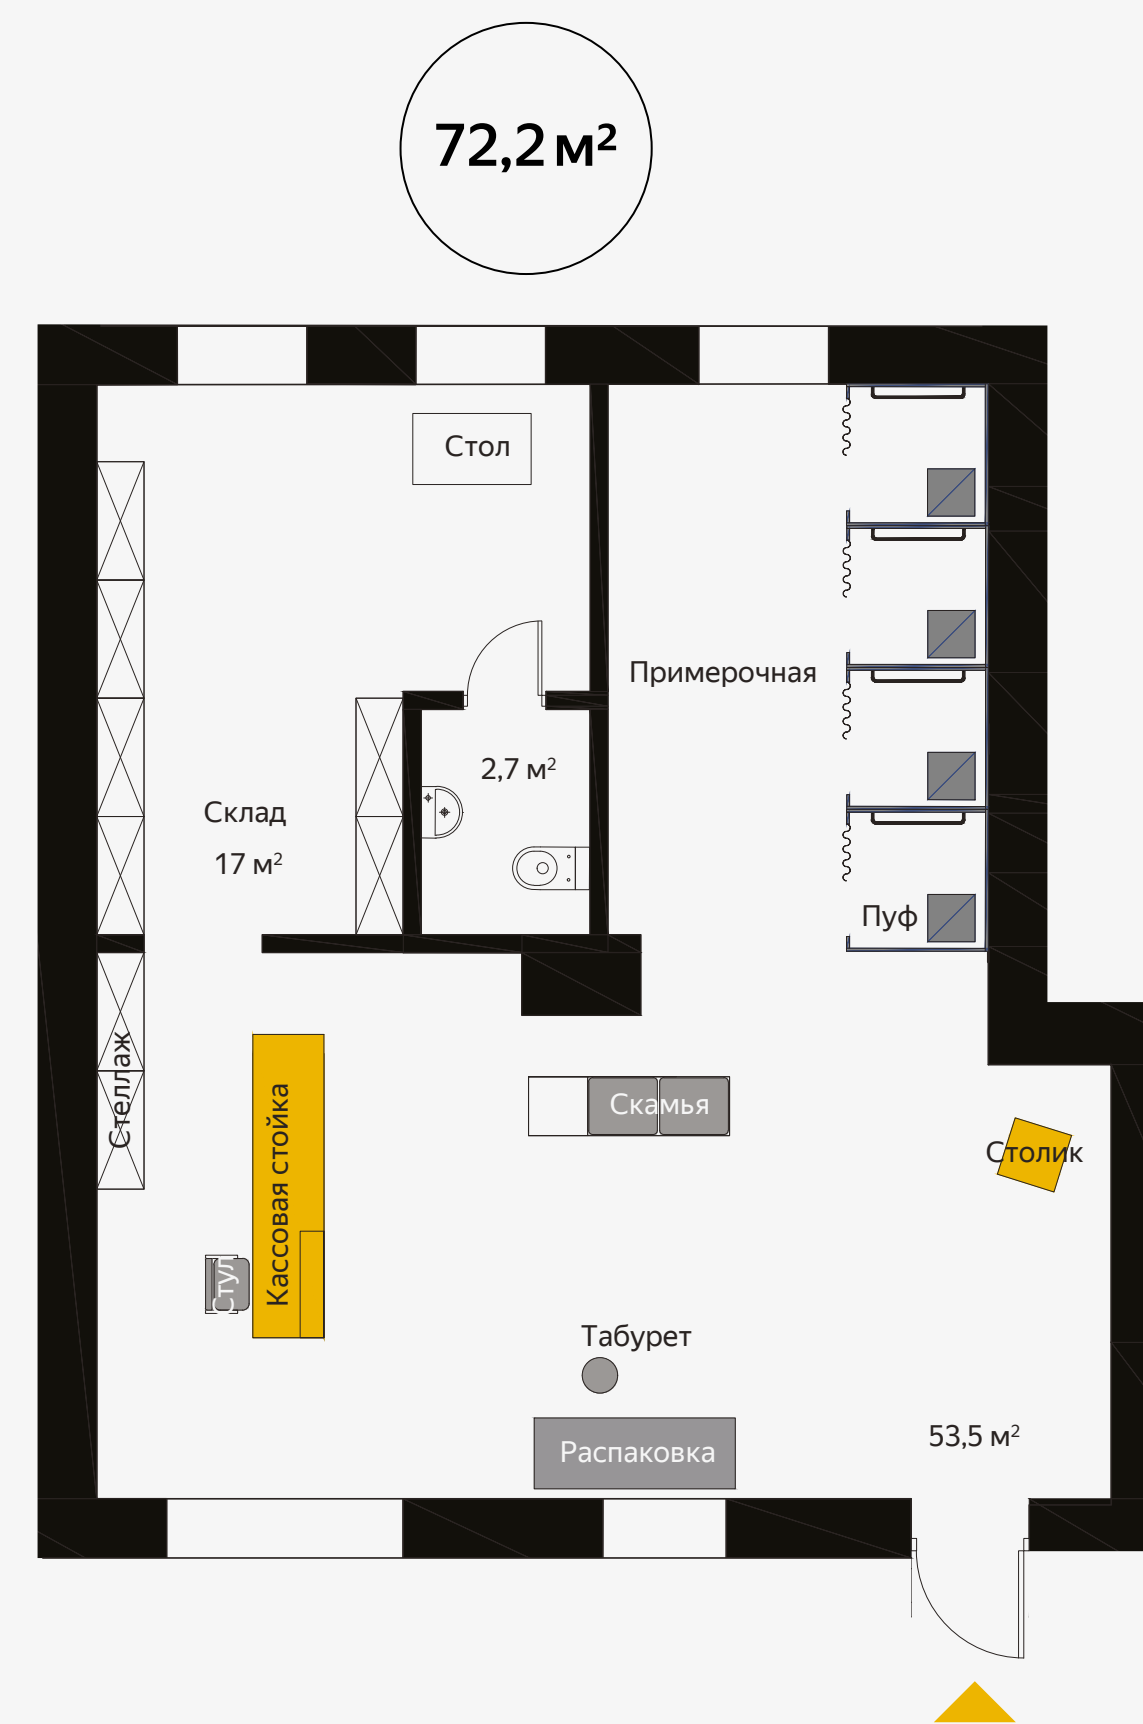 72,2 м²
Стол
Примерочная
2,7 м²
Склад
17 м²
Пуф
Стеллаж
Кассовая стойка
Скамья
Столик
Стул
Табурет
53,5 м²
Распаковка